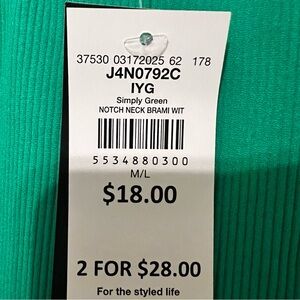 37530 03172025 62 178
J4N0792C
IYG
Simply Green
NOTCH NECK BRAMI WIT
5534880300
M/L
$18.00
2 FOR $28.00
For the styled life